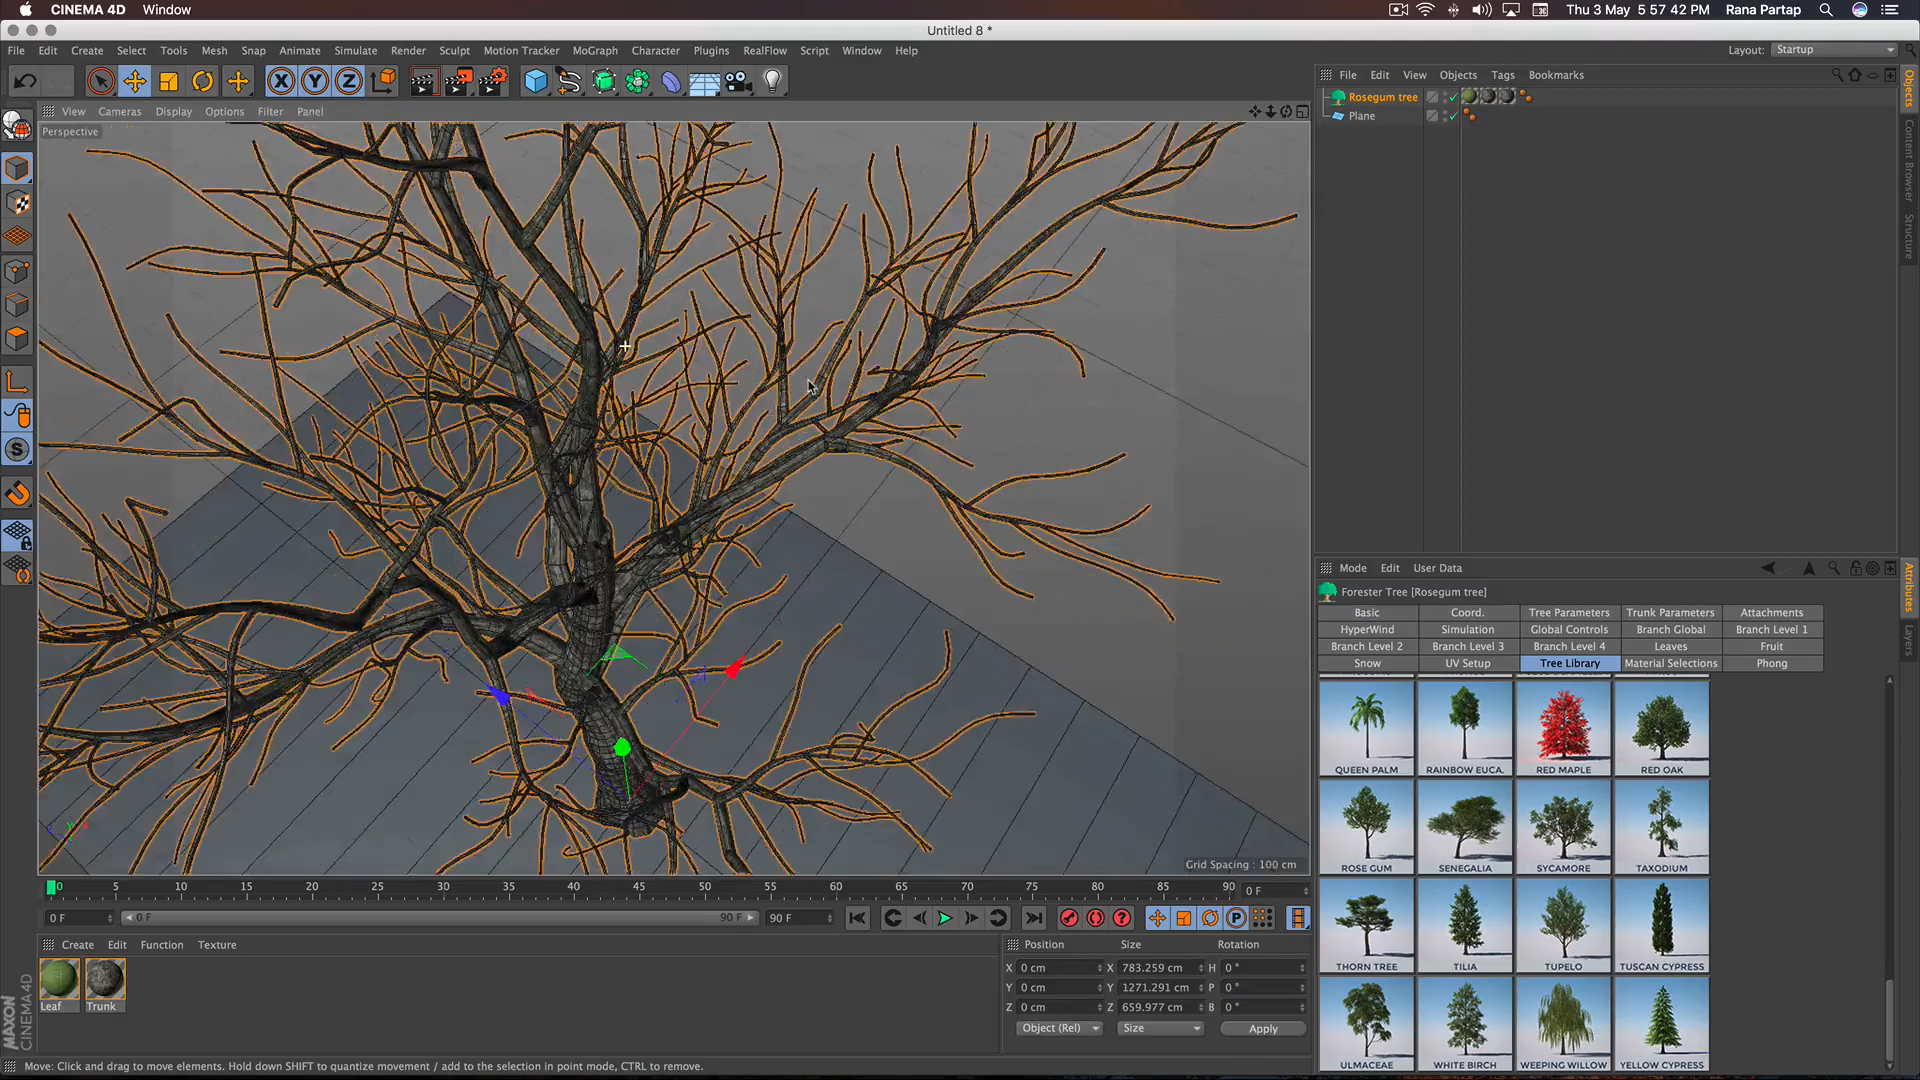 CINEMA 4D Window Thu 3 May 5 57 42 PM Rana Partap
Untitled 8 *
File Edit Create Select Tools Mesh Snap Animate Simulate Render Sculpt Motion Tracker MoGraph Character Plugins RealFlow Script Window Help Layout: Startup
File Edit View Objects Tags Bookmarks
View Cameras Display Options Filter Panel
Perspective
Rosegum tree
Plane
Objects
Content Browser
Structure
Mode Edit User Data
Forester Tree [Rosegum tree]
Basic Coord. Tree Parameters Trunk Parameters Attachments
HyperWind Simulation Global Controls Branch Global Branch Level 1
Branch Level 2 Branch Level 3 Branch Level 4 Leaves Fruit
Snow UV Setup Tree Library Material Selections Phong
Attributes
Layers
QUEEN PALM RAINBOW EUCA. RED MAPLE RED OAK
ROSE GUM SENEGALIA SYCAMORE TAXODIUM
THORN TREE TILIA TUPELO TUSCAN CYPRESS
ULMACEAE WHITE BIRCH WEEPING WILLOW YELLOW CYPRESS
Grid Spacing : 100 cm
0 5 10 15 20 25 30 35 40 45 50 55 60 65 70 75 80 85 90 0 F
0 F 0 F 90 F 90 F
Create Edit Function Texture
Leaf Trunk
Position Size Rotation
X 0 cm X 783.259 cm H 0 °
Y 0 cm Y 1271.291 cm P 0 °
Z 0 cm Z 659.977 cm B 0 °
Object (Rel) Size Apply
MAXON
CINEMA 4D
Move: Click and drag to move elements. Hold down SHIFT to quantize movement / add to the selection in point mode, CTRL to remove.